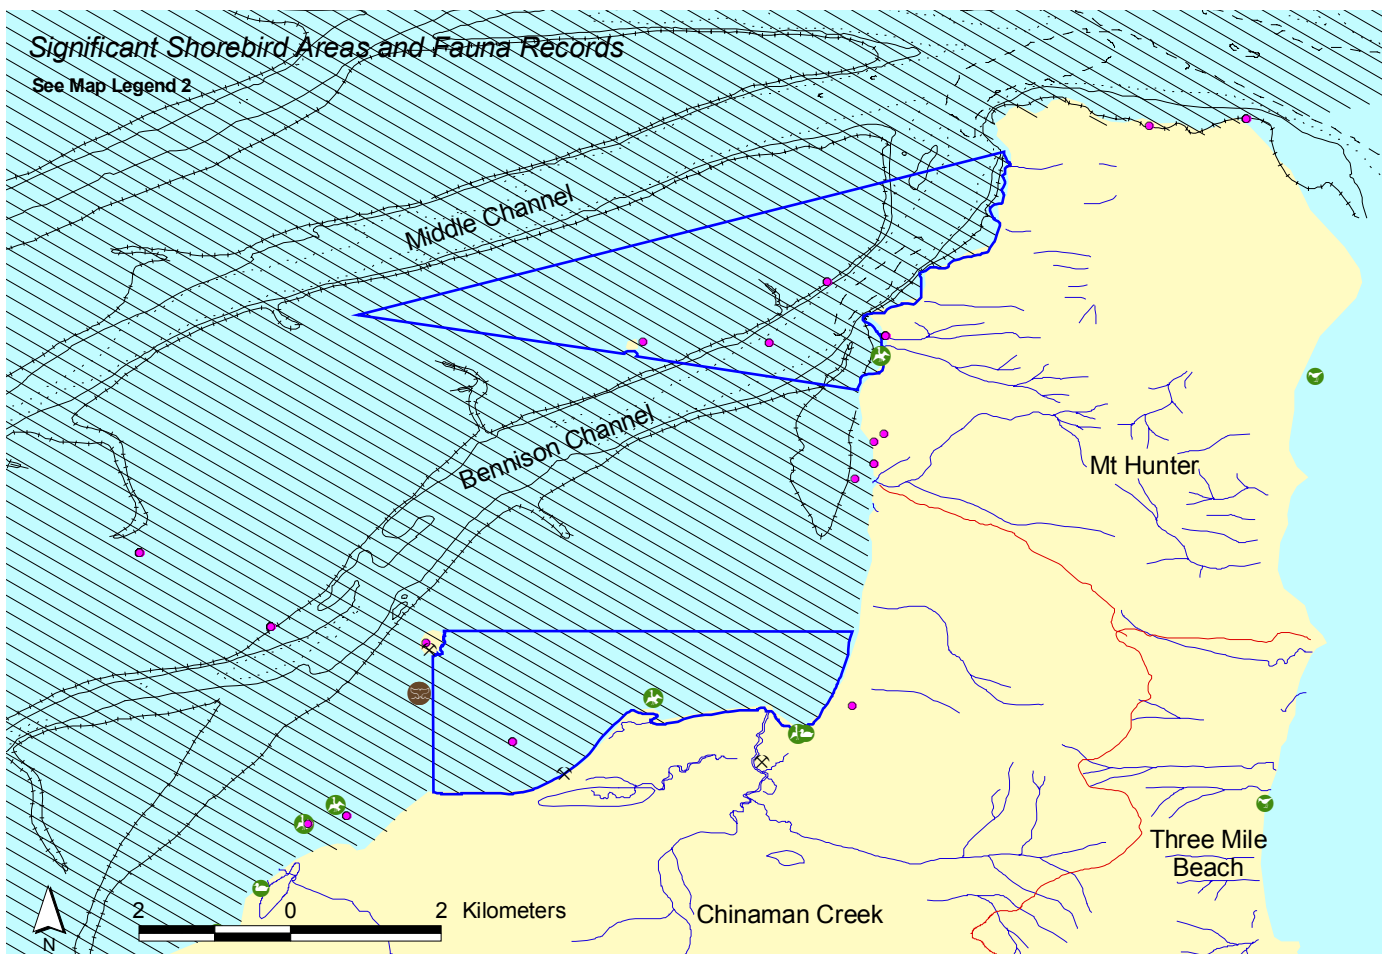 Significant Shorebird Areas and Fauna Records
See Map Legend 2
Middle Channel
Bennison Channel
Mt Hunter
Three Mile
Beach
Chinaman Creek
2 0 2 Kilometers
N